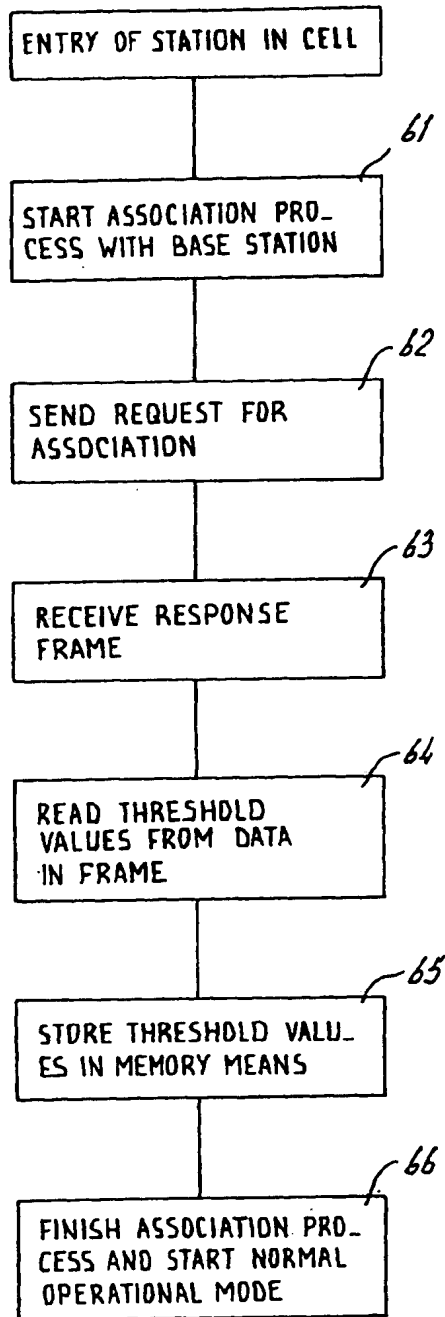 ENTRY OF STATION IN CELL
61
START ASSOCIATION PRO_
CESS WITH BASE STATION
62
SEND REQUEST FOR
ASSOCIATION
63
RECEIVE RESPONSE
FRAME
64
READ THRESHOLD
VALUES FROM DATA
IN FRAME
65
STORE THRESHOLD VALU_
ES IN MEMORY MEANS
66
FINISH ASSOCIATION PRO_
CESS AND START NORMAL
OPERATIONAL MODE